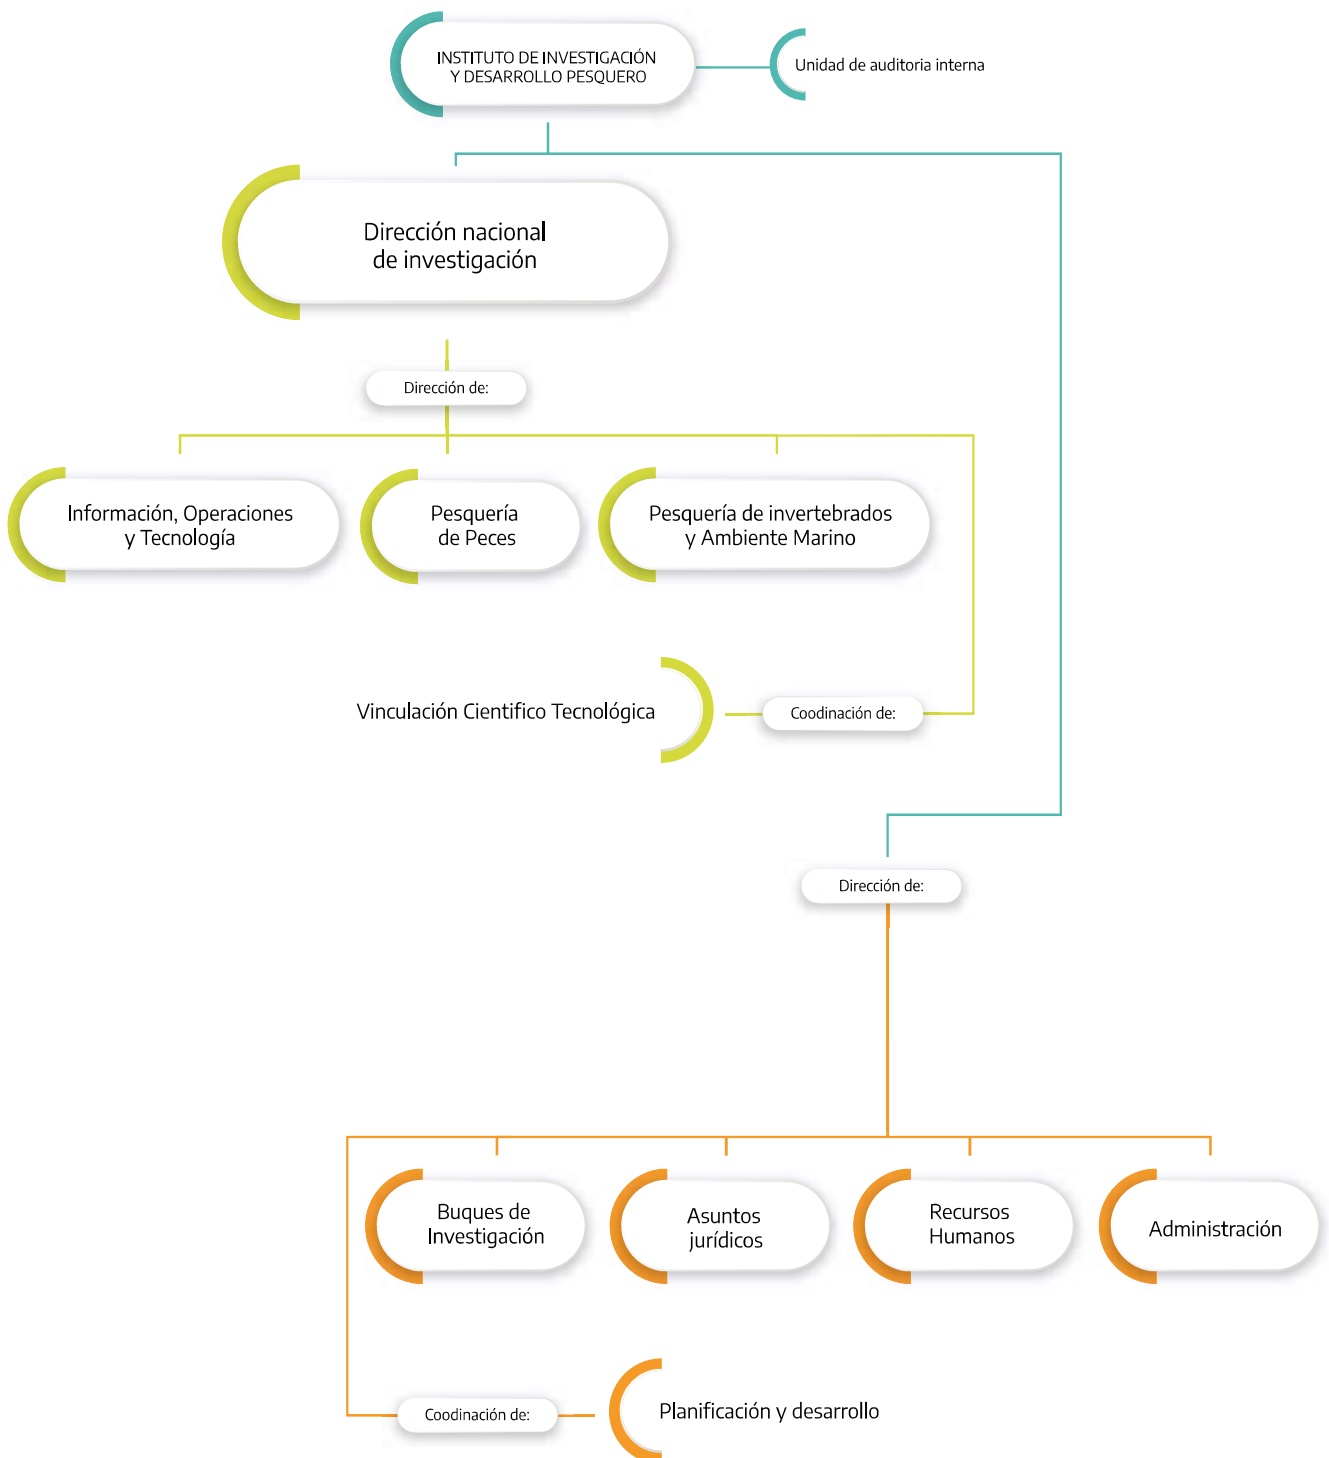 INSTITUTO DE INVESTIGACIÓN
Y DESARROLLO PESQUERO
Unidad de auditoria interna
Dirección nacional
de investigación
Dirección de:
Información, Operaciones
y Tecnología
Pesquería
de Peces
Pesquería de invertebrados
y Ambiente Marino
Vinculación Cientifico Tecnológica
Coodinación de:
Dirección de:
Buques de
Investigación
Asuntos
jurídicos
Recursos
Humanos
Administración
Coodinación de:
Planificación y desarrollo